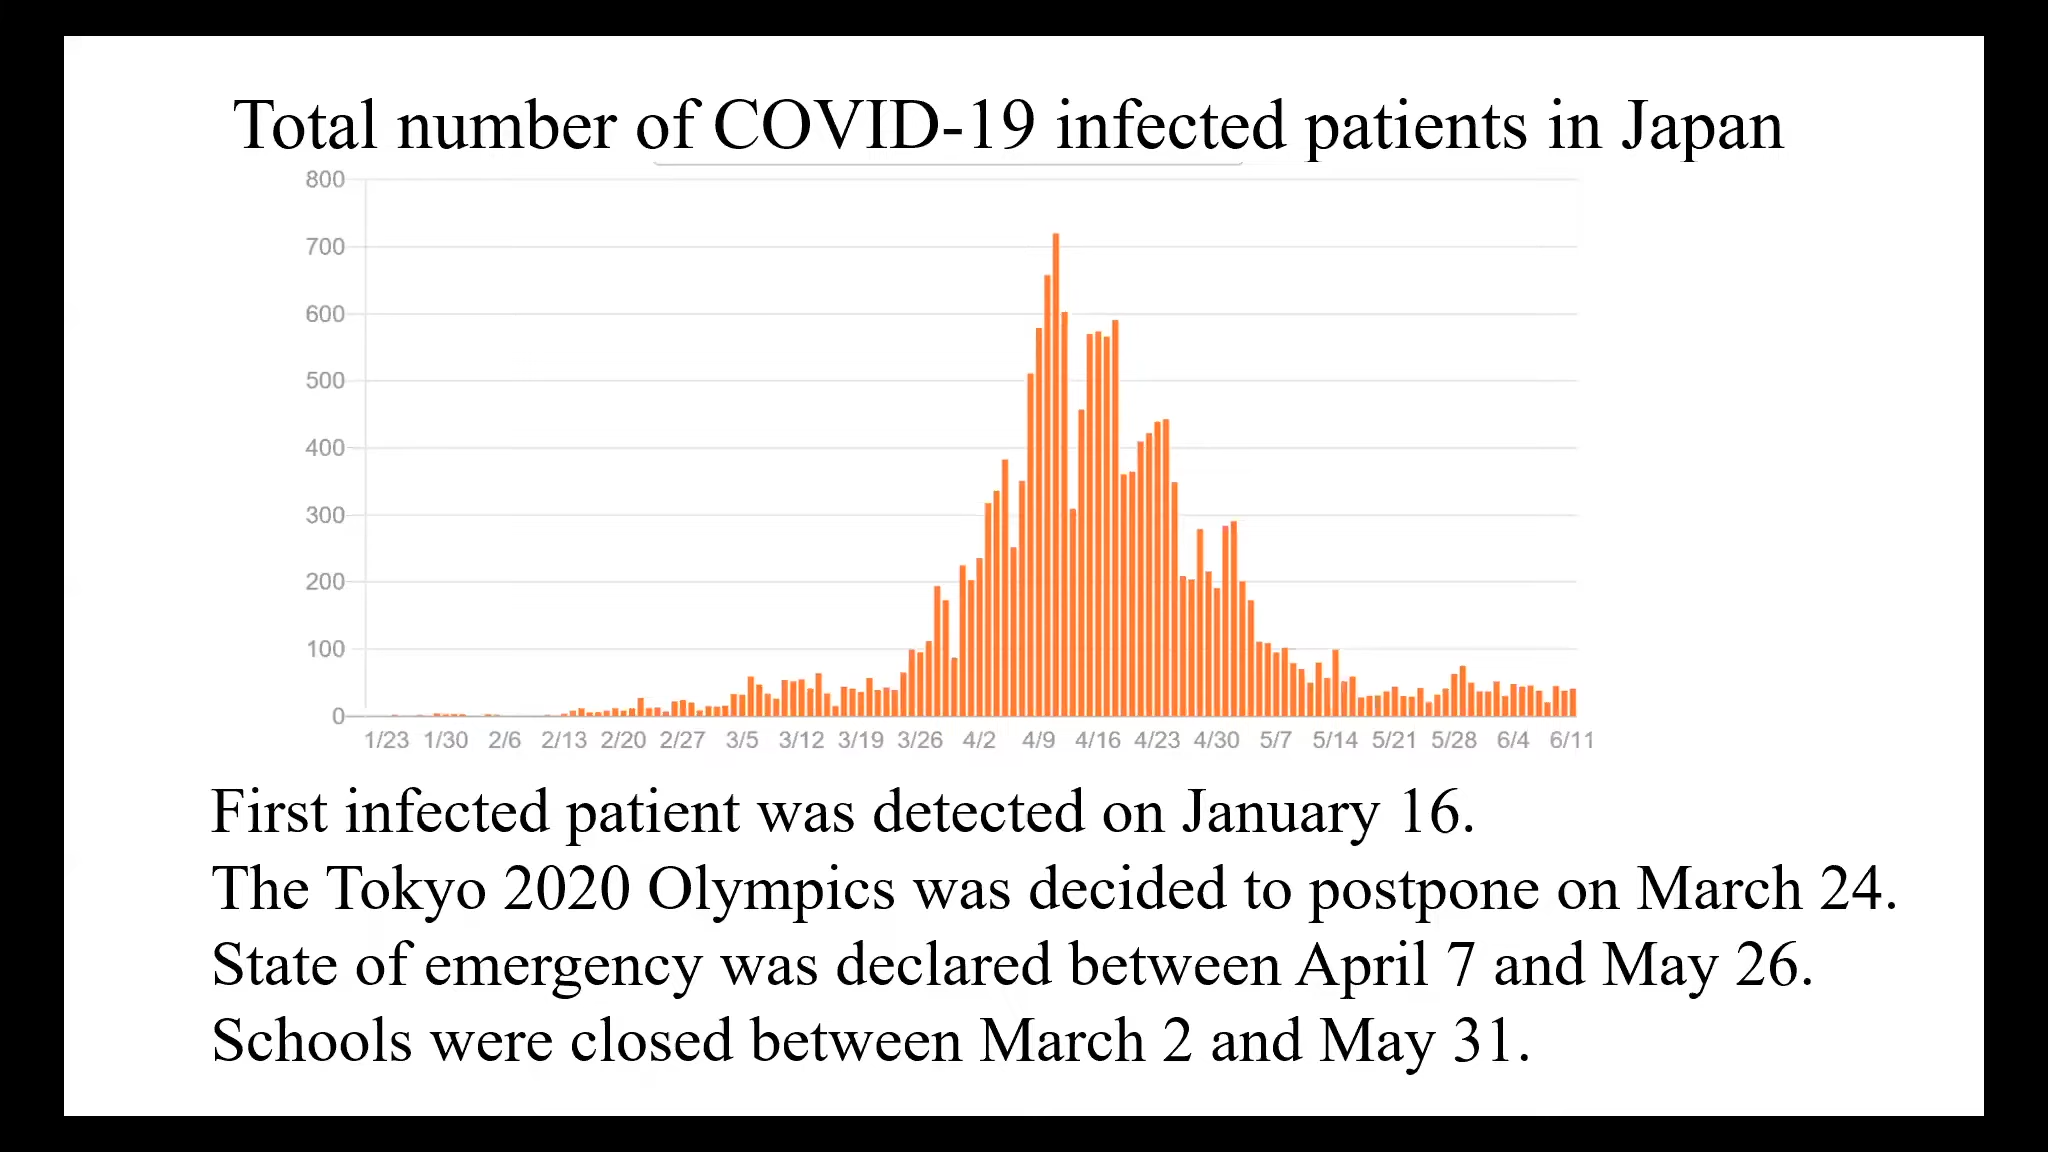 Total number of COVID-19 infected patients in Japan
800
700
600
500
400
300
200
100
0
1/23 1/30 2/6 2/13 2/20 2/27 3/5 3/12 3/19 3/26 4/2 4/9 4/16 4/23 4/30 5/7 5/14 5/21 5/28 6/4 6/11
First infected patient was detected on January 16.
The Tokyo 2020 Olympics was decided to postpone on March 24.
State of emergency was declared between April 7 and May 26.
Schools were closed between March 2 and May 31.